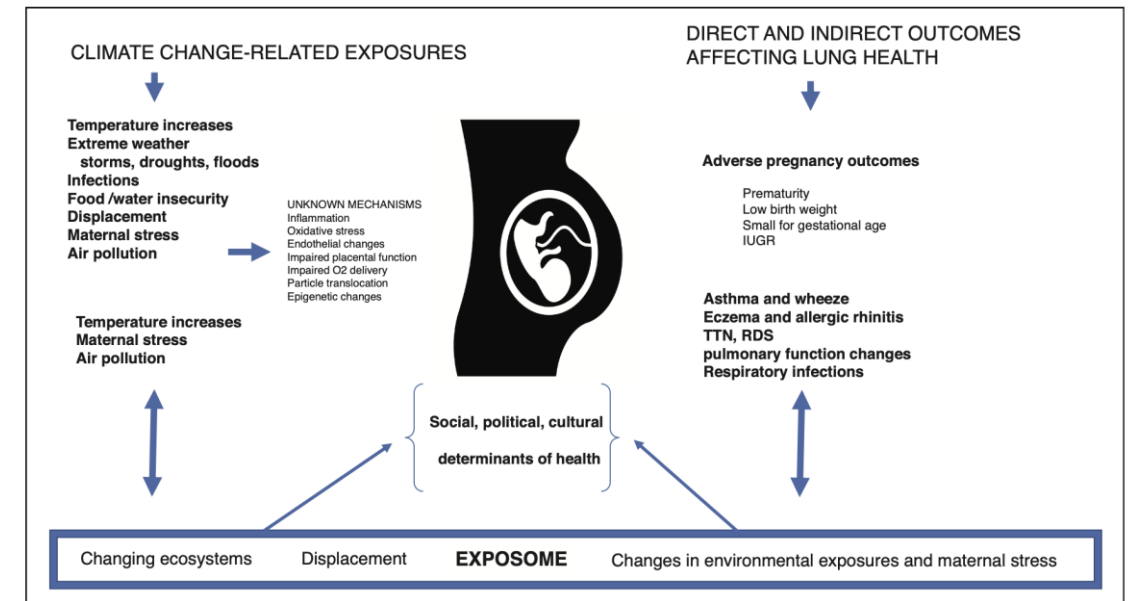 CLIMATE CHANGE-RELATED EXPOSURES
Temperature increases
Extreme weather
storms, droughts, floods
Infections
Food /water insecurity
Displacement
Maternal stress
Air pollution
UNKNOWN MECHANISMS
Inflammation
Oxidative stress
Endothelial changes
Impaired placental function
Impaired O2 delivery
Particle translocation
Epigenetic changes
Temperature increases
Maternal stress
Air pollution
DIRECT AND INDIRECT OUTCOMES
AFFECTING LUNG HEALTH
Adverse pregnancy outcomes
Prematurity
Low birth weight
Small for gestational age
IUGR
Asthma and wheeze
Eczema and allergic rhinitis
TTN, RDS
pulmonary function changes
Respiratory infections
Social, political, cultural
determinants of health
Changing ecosystems Displacement EXPOSOME Changes in environmental exposures and maternal stress